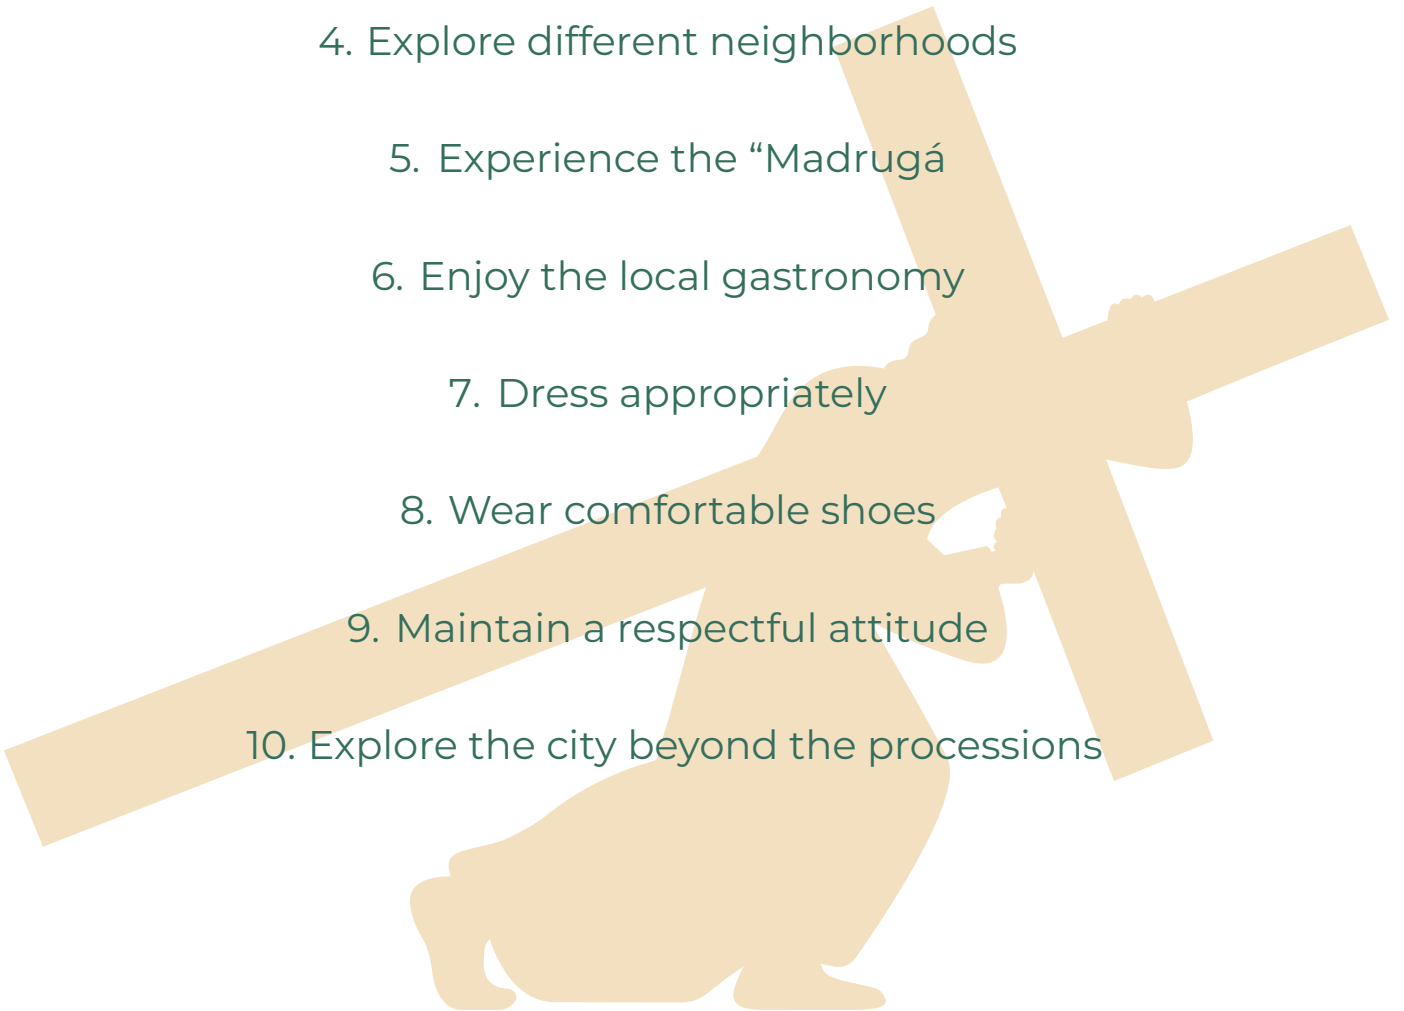 4. Explore different neighborhoods
5. Experience the “Madrugá
6. Enjoy the local gastronomy
7. Dress appropriately
8. Wear comfortable shoes
9. Maintain a respectful attitude
10. Explore the city beyond the processions